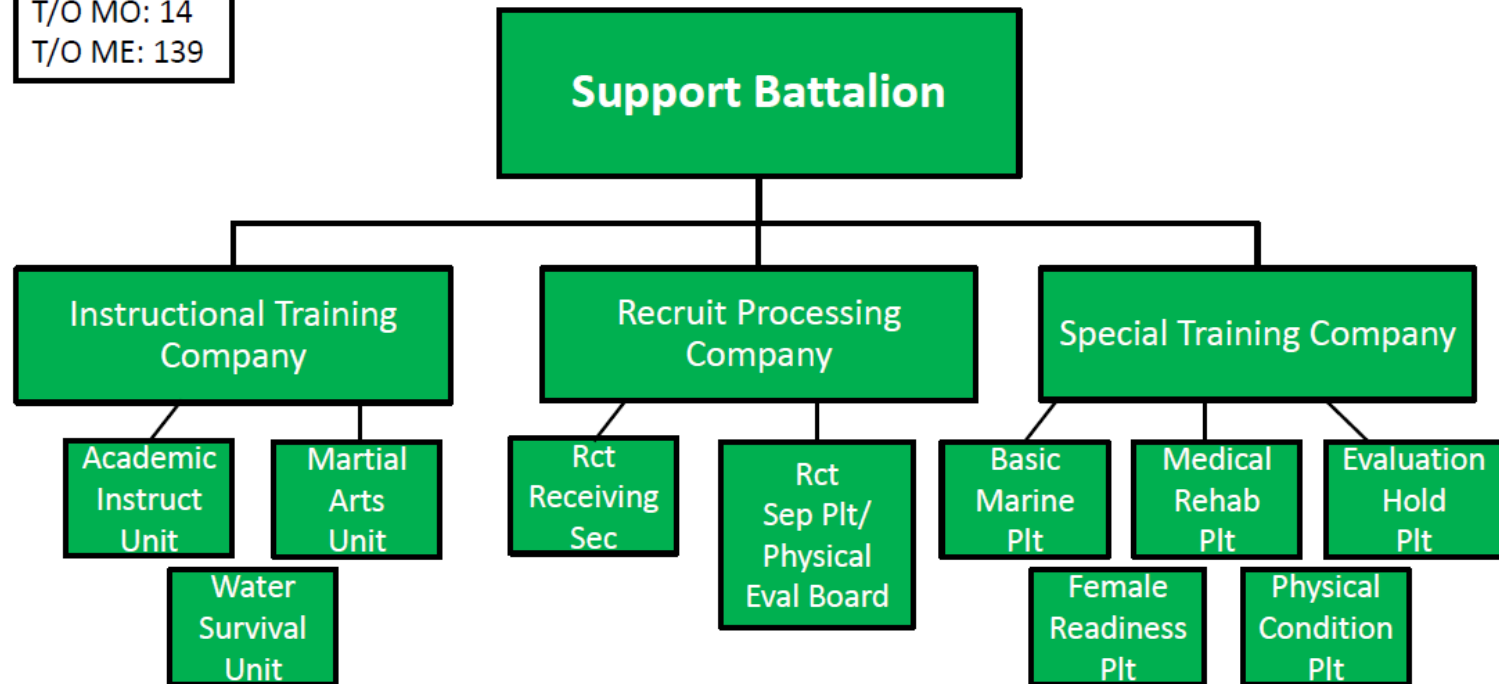 T/O MO: 14
T/O ME: 139
Support Battalion
Instructional Training
Company
Recruit Processing
Company
Special Training Company
Academic
Instruct
Unit
Martial
Arts
Unit
Water
Survival
Unit
Rct
Receiving
Sec
Rct
Sep Plt/
Physical
Eval Board
Basic
Marine
Plt
Medical
Rehab
Plt
Evaluation
Hold
Plt
Female
Readiness
Plt
Physical
Condition
Plt